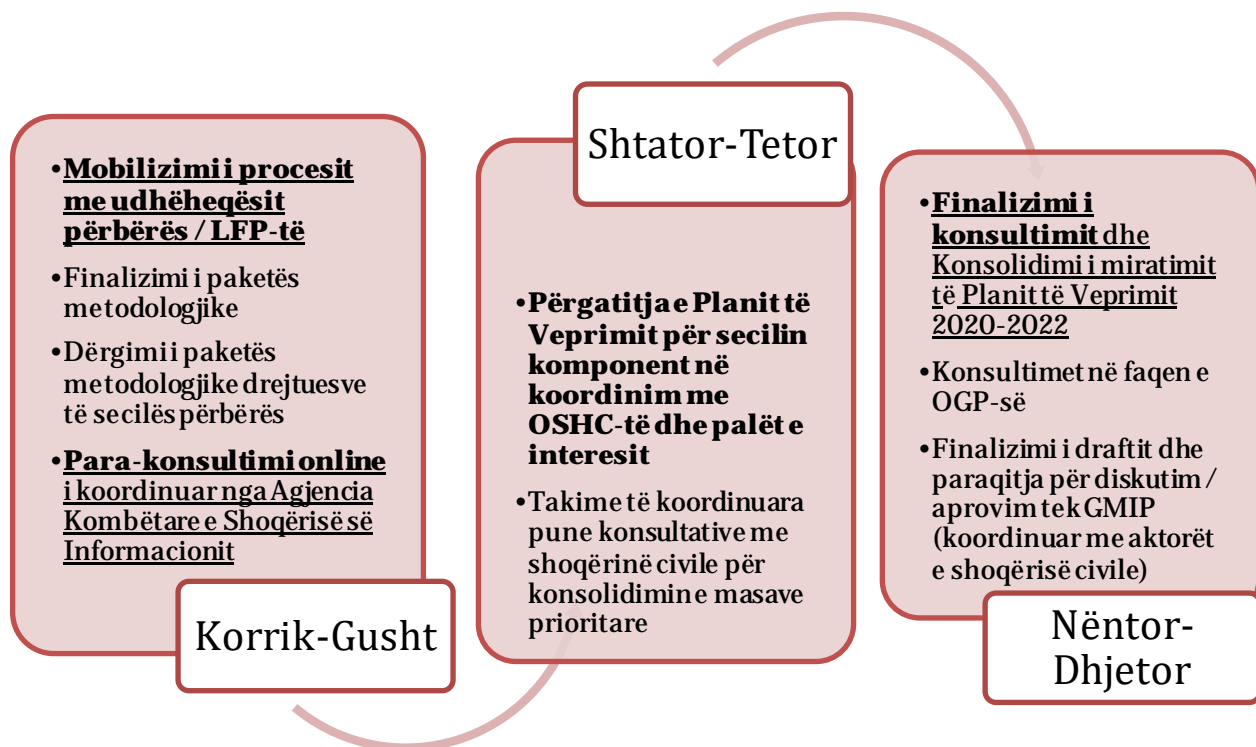 •Mobilizimi i procesit
me udhëheqësit
përbërës / LFP-të
•Finalizimi i paketës
metodologjike
•Dërgimi i paketës
metodologjike drejtuesve
të secilës përbërës
•Para-konsultimi online
i koordinuar nga Agjencia
Kombëtare e Shoqërisë së
Informacionit
Korrik-Gusht
Shtator-Tetor
•Përgatitja e Planit të
Veprimit për secilin
komponent në
koordinim me
OSHC-të dhe palët e
interesit
•Takime të koordinuara
pune konsultative me
shoqërinë civile për
konsolidimin e masave
prioritare
•Finalizimi i
konsultimit dhe
Konsolidimi i miratimit
të Planit të Veprimit
2020-2022
•Konsultimet në faqen e
OGP-së
•Finalizimi i draftit dhe
paraqitja për diskutim /
aprovim tek GMIP
(koordinuar me aktorët
e shoqërisë civile)
Nëntor-
Dhjetor